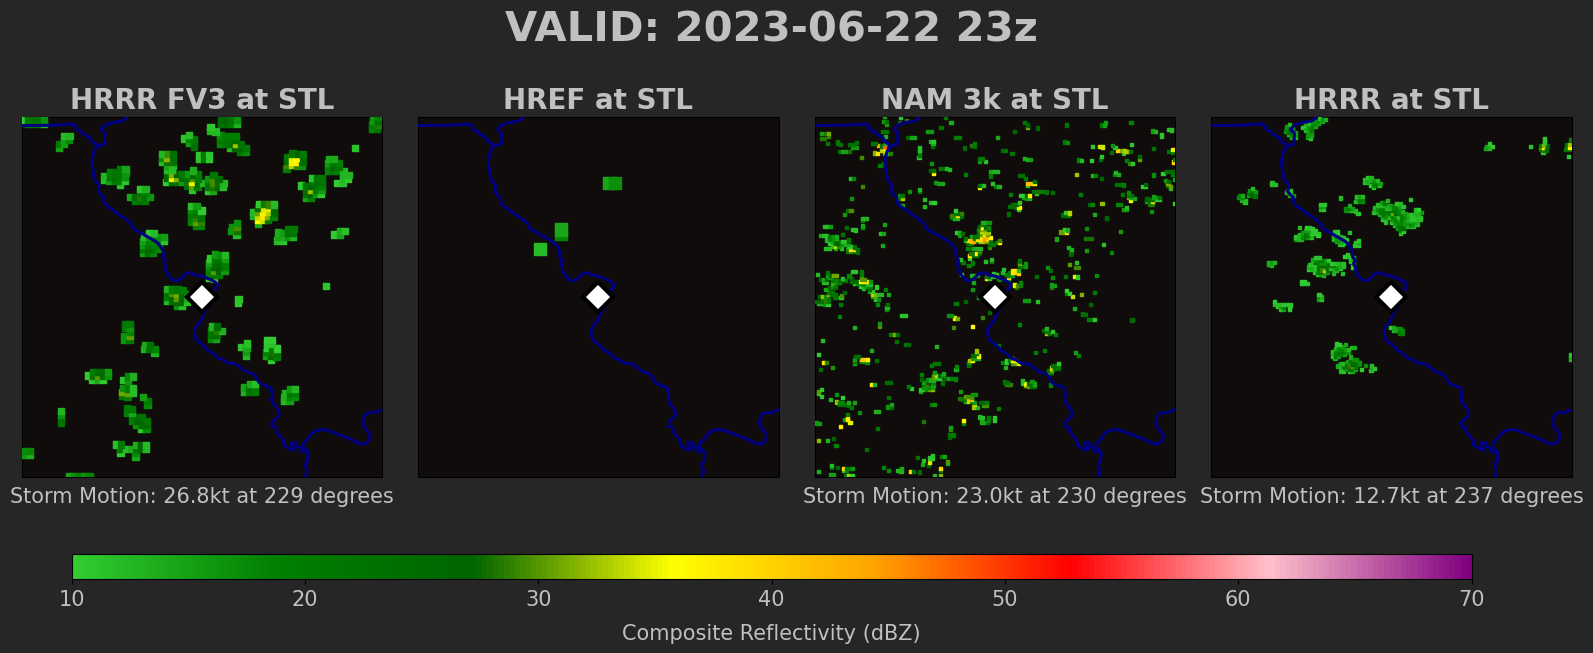 VALID: 2023-06-22 23z
HRRR FV3 at STL
HREF at STL
NAM 3k at STL
HRRR at STL
Storm Motion: 26.8kt at 229 degrees
Storm Motion: 23.0kt at 230 degrees
Storm Motion: 12.7kt at 237 degrees
10 20 30 40 50 60 70
Composite Reflectivity (dBZ)